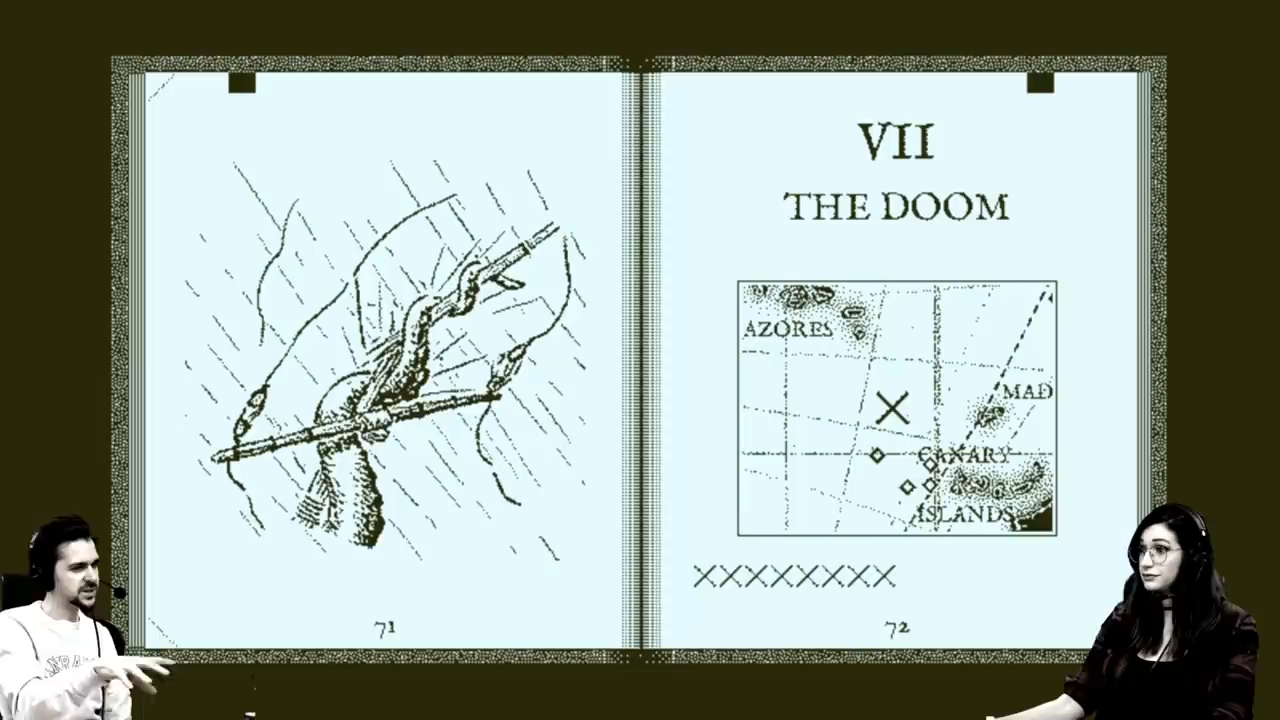 VII
THE DOOM
AZORES
MAD
CANARY
ISLANDS
XXXXXXXX
71
72